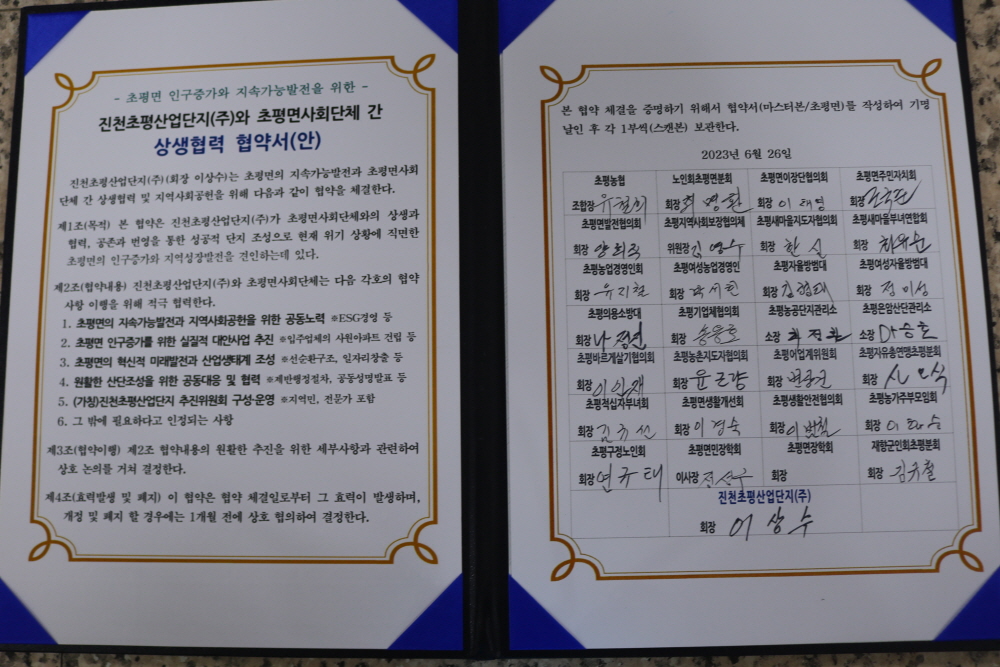 - 초평면 인구증가와 지속가능발전을 위한 -
진천초평산업단지(주)와 초평면사회단체 간
상생협력 협약서(안)
진천초평산업단지(주)(회장 이상수)는 초평면의 지속가능발전과 초평면사회
단체 간 상생협력 및 지역사회공헌을 위해 다음과 같이 협약을 체결한다.
제1조(목적) 본 협약은 진천초평산업단지(주)가 초평면사회단체와의 상생과
협력, 공존과 번영을 통한 성공적 단지 조성으로 현재 위기 상황에 직면한
초평면의 인구증가와 지역성장발전을 견인하는데 있다.
제2조(협약내용) 진천초평산업단지(주)와 초평면사회단체는 다음 각호의 협약
사항 이행을 위해 적극 협력한다.
1. 초평면의 지속가능발전과 지역사회공헌을 위한 공동노력 ※ESG경영 등
2. 초평면 인구증가를 위한 실질적 대안사업 추진 ※입주업체의 사원아파트 건립 등
3. 초평면의 혁신적 미래발전과 산업생태계 조성 ※선순환구조, 일자리창출 등
4. 원활한 산단조성을 위한 공동대응 및 협력 ※제반행정절차, 공동성명발표 등
5. (가칭)진천초평산업단지 추진위원회 구성·운영 ※지역민, 전문가 포함
6. 그 밖에 필요하다고 인정되는 사항
제3조(협약이행) 제2조 협약내용의 원활한 추진을 위한 세부사항과 관련하여
상호 논의를 거쳐 결정한다.
제4조(효력발생 및 폐지) 이 협약은 협약 체결일로부터 그 효력이 발생하며,
개정 및 폐지 할 경우에는 1개월 전에 상호 협의하여 결정한다.
본 협약 체결을 증명하기 위해서 협약서(마스터본/초평면)를 작성하여 기명
날인 후 각 1부씩(스캔본) 보관한다.
2023년 6월 26일
초평농협 노인회초평면분회 초평면이장단협의회 초평면주민자치회
조합장 회장 회장 이태영 회장
초평면발전협의회 초평지역사회보장협의체 초평새마을지도자협의회 초평새마을부녀연합회
회장 양희직 위원장 회장 한실 회장
초평농업경영인회 초평여성농업경영인 초평자율방범대 초평여성자율방범대
회장 유지철 회장 회장 회장 정미성
초평의용소방대 초평기업체협의회 초평농공단지관리소 초평은암산단관리소
회장 회장 소장 소장
초평바르게살기협의회 초평농촌지도자협의회 초평어업계위원회 초평자유총연맹초평분회
회장 이인재 회장 윤근량 회장 회장
초평적십자부녀회 초평면생활개선회 초평생활안전협의회 초평농가주부모임회
회장 김규선 회장 이경숙 회장 회장
초평구정노인회 초평면민장학회 초평면장학회 재향군인회초평분회
회장 연규태 이사장 회장 회장 김유철
진천초평산업단지(주)
회장 이상수